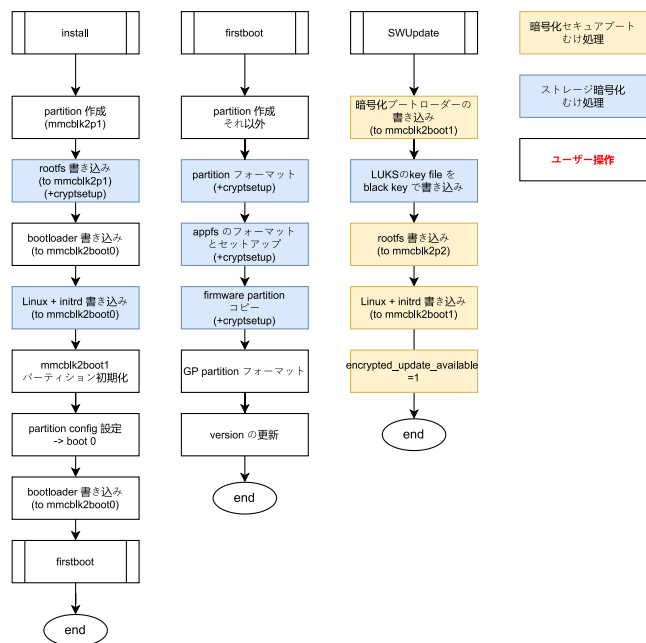 install
partition 作成
(mmcblk2p1)
rootfs 書き込み
(to mmcblk2p1)
(+cryptsetup)
bootloader 書き込み
(to mmcblk2boot0)
Linux + initrd 書き込み
(to mmcblk2boot0)
mmcblk2boot1
パーティション初期化
partition config 設定
-> boot 0
bootloader 書き込み
(to mmcblk2boot0)
firstboot
end
firstboot
partition 作成
それ以外
partition フォーマット
(+cryptsetup)
appfs のフォーマット
とセットアップ
(+cryptsetup)
firmware partition
コピー
(+cryptsetup)
GP partition フォーマット
version の更新
end
SWUpdate
暗号化ブートローダーの
書き込み
(to mmcblk2boot1)
LUKSのkey file を
black key で書き込み
rootfs 書き込み
(to mmcblk2p2)
Linux + initrd 書き込み
(to mmcblk2boot1)
encrypted_update_available
=1
end
暗号化セキュアブート
むけ処理
ストレージ暗号化
むけ処理
ユーザー操作